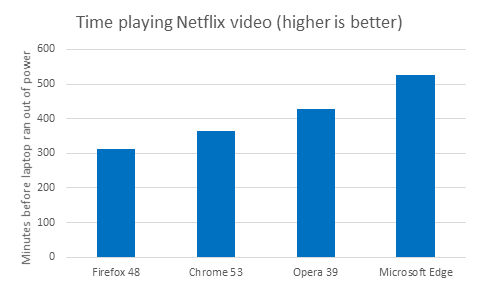 Time playing Netflix video (higher is better)
Minutes before laptop ran out of power
600
500
400
300
200
100
0
Firefox 48
Chrome 53
Opera 39
Microsoft Edge